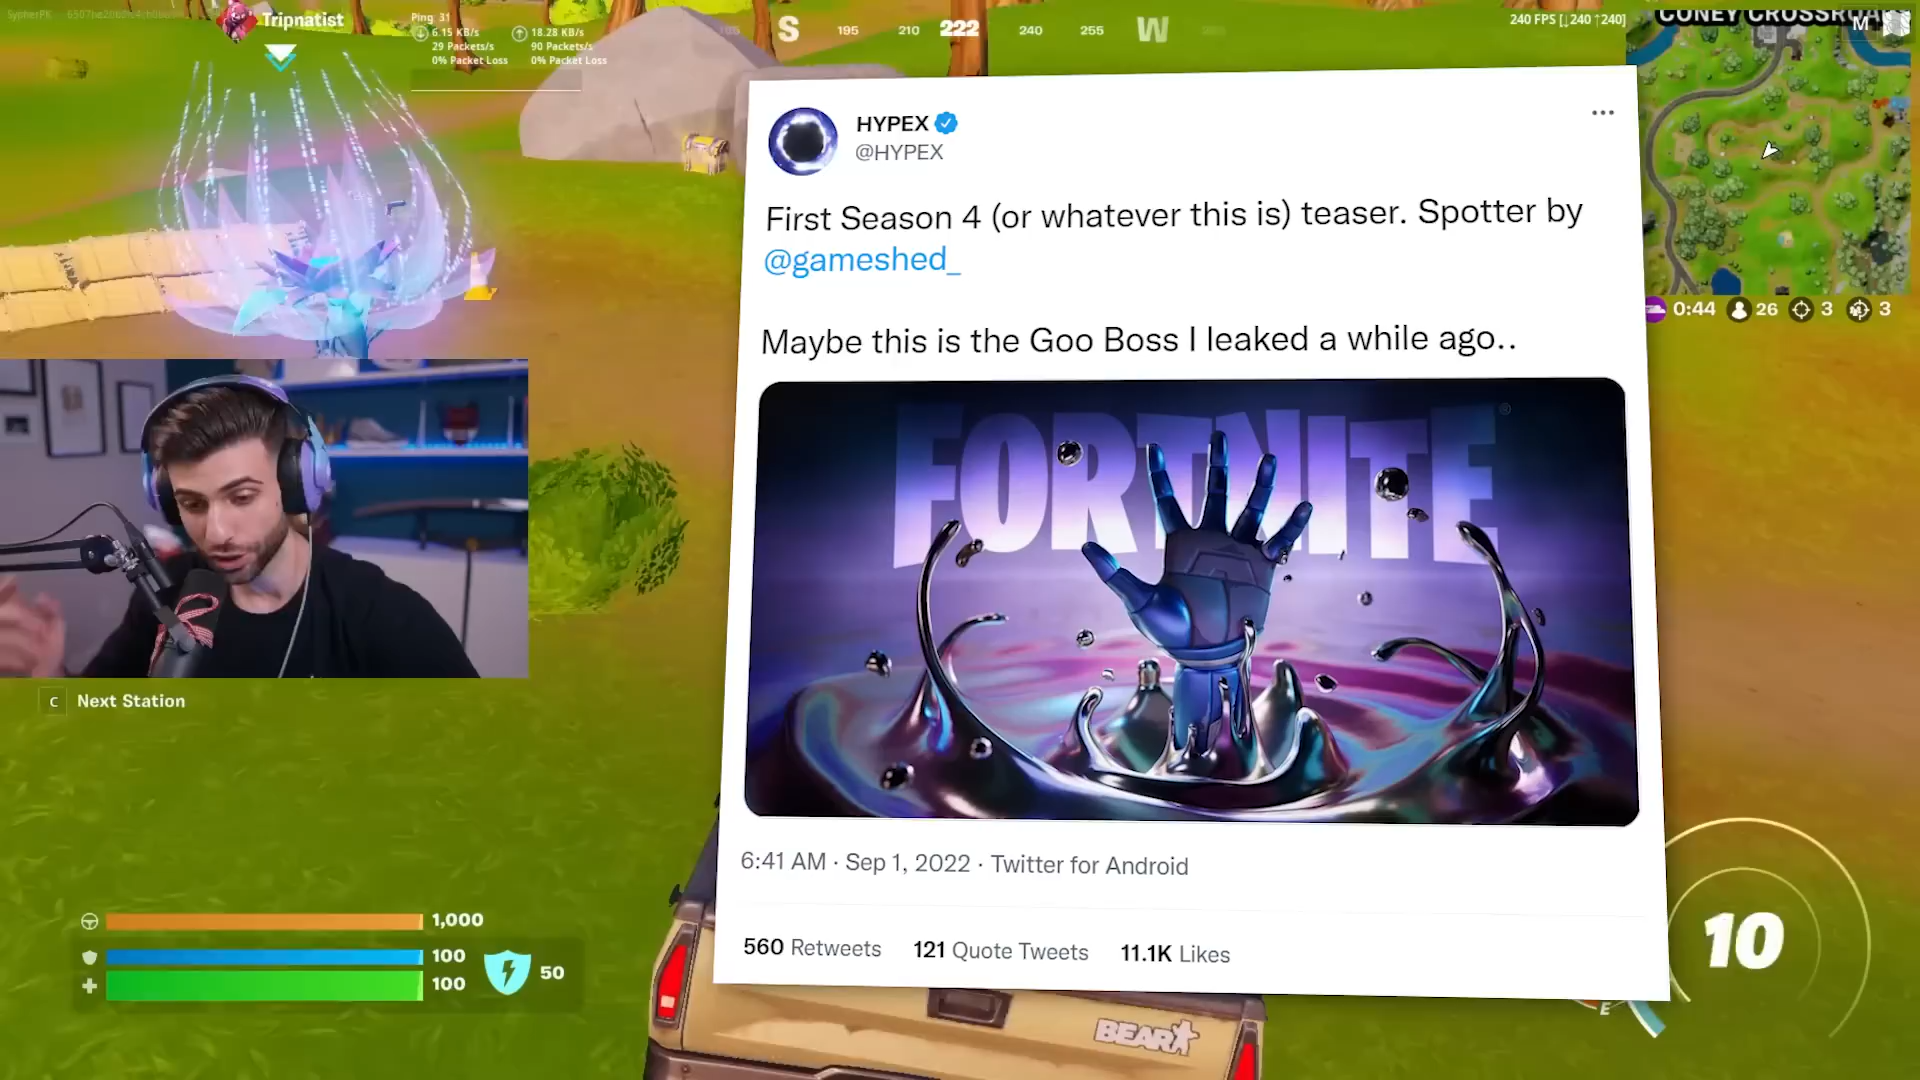 SypherPK
Tripnatist
Ping 31
6.15 KB/s
18.28 KB/s
29 Packets/s
90 Packets/s
0% Packet Loss
0% Packet Loss
S 195 210 222 240 255 W
240 FPS [↓240 ↑240]
CONEY CROSSROADS
M
0:44 26 3 3
HYPEX
@HYPEX
First Season 4 (or whatever this is) teaser. Spotter by
@gameshed_
Maybe this is the Goo Boss I leaked a while ago..
FORTNITE
®
6:41 AM · Sep 1, 2022 · Twitter for Android
560 Retweets 121 Quote Tweets 11.1K Likes
C Next Station
1,000
100
100
50
BEAR
10
E